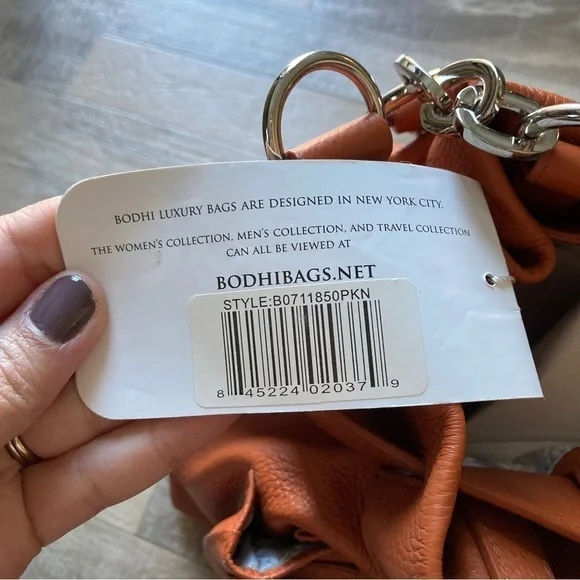 BODHI LUXURY BAGS ARE DESIGNED IN NEW YORK CITY.
THE WOMEN'S COLLECTION, MEN'S COLLECTION, AND TRAVEL COLLECTION
CAN ALL BE VIEWED AT
BODHIBAGS.NET
STYLE:B0711850PKN
8 45224 02037 9